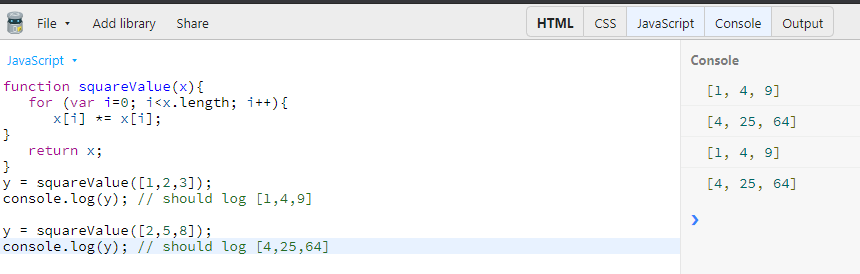 File ▾ Add library Share HTML CSS JavaScript Console Output
JavaScript ▾
function squareValue(x){
for (var i=0; i<x.length; i++){
x[i] *= x[i];
}
return x;
}
y = squareValue([1,2,3]);
console.log(y); // should log [1,4,9]
y = squareValue([2,5,8]);
console.log(y); // should log [4,25,64]
Console
[1, 4, 9]
[4, 25, 64]
[1, 4, 9]
[4, 25, 64]